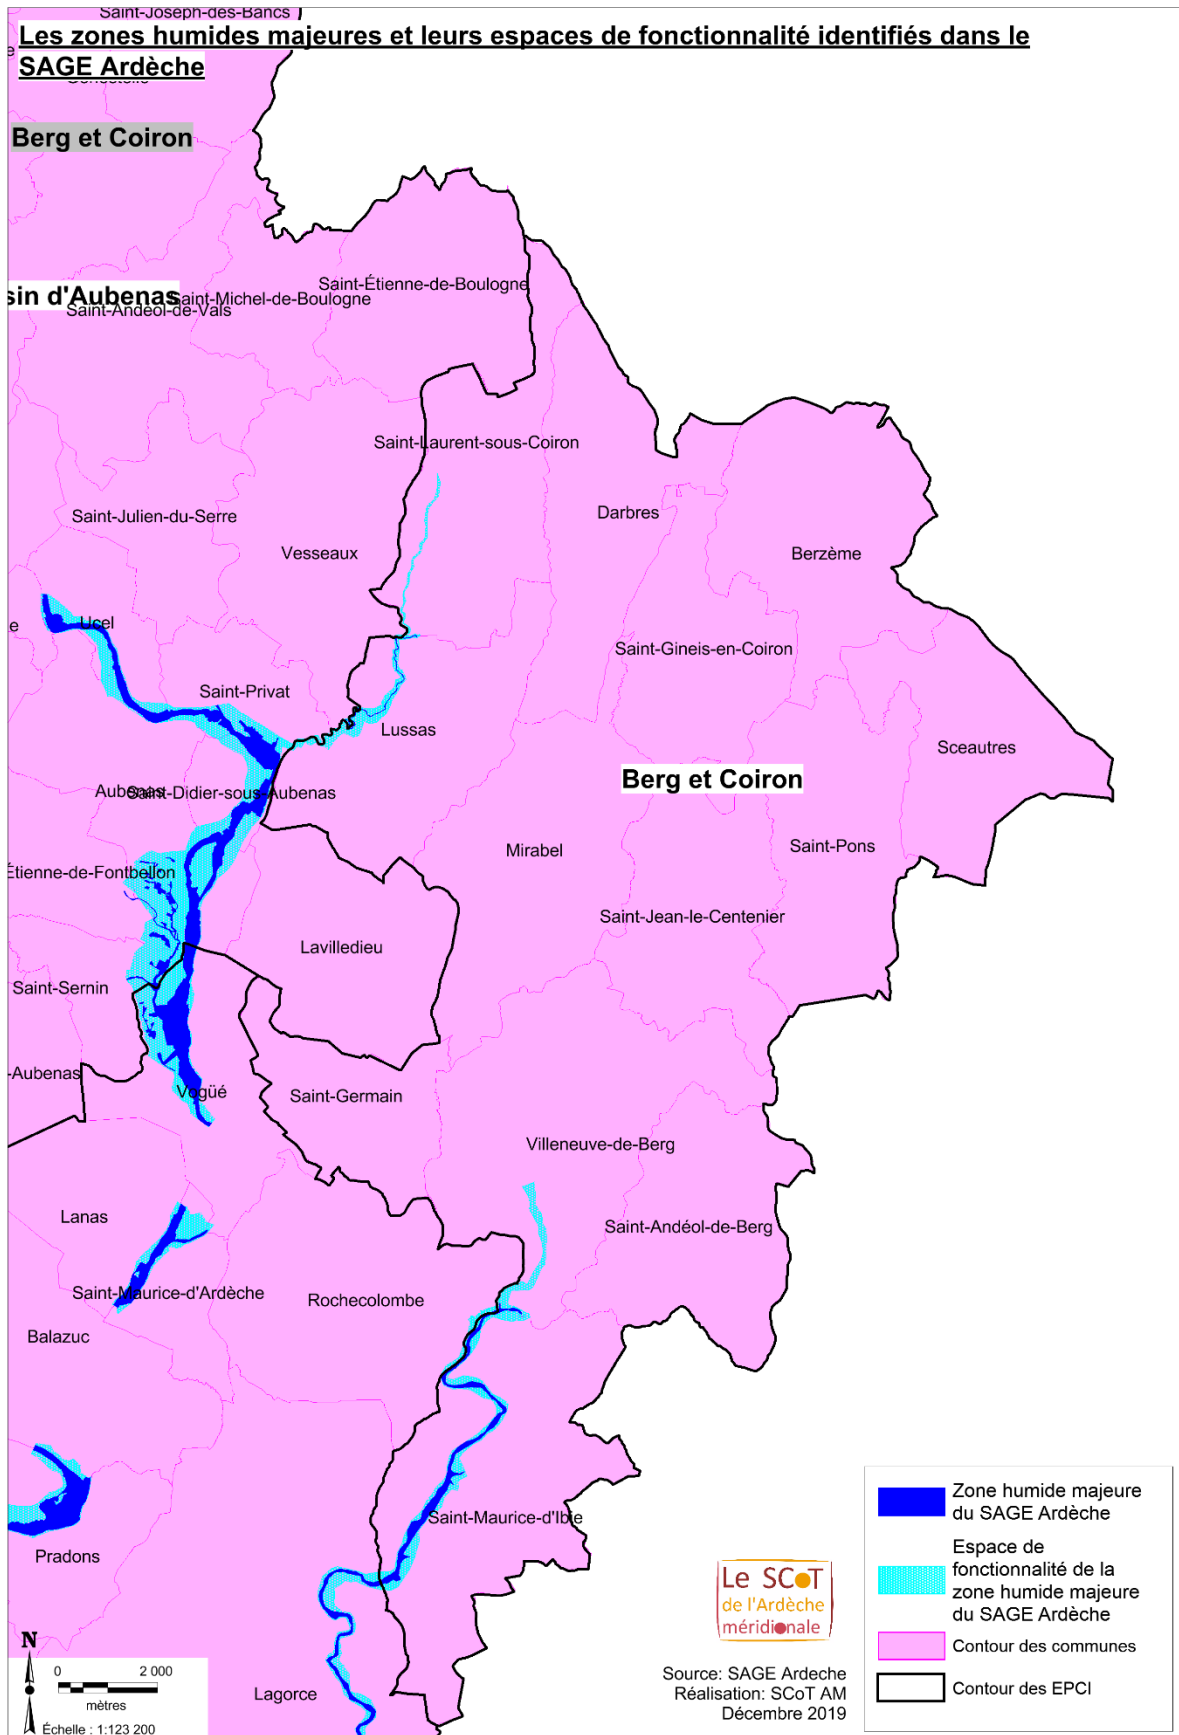 Saint-Joseph-des-Bancs
Les zones humides majeures et leurs espaces de fonctionnalité identifiés dans le
SAGE Ardèche
Berg et Coiron
Saint-Étienne-de-Boulogne
sin d'Aubenas
Saint-Michel-de-Boulogne
Saint-Andéol-de-Vals
Saint-Laurent-sous-Coiron
Saint-Julien-du-Serre
Darbres
Vesseaux
Berzème
e
Ucel
Saint-Gineis-en-Coiron
Saint-Privat
Lussas
Sceautres
Berg et Coiron
Aubenas
Saint-Didier-sous-Aubenas
Mirabel
Saint-Pons
Étienne-de-Fontbellon
Saint-Jean-le-Centenier
Lavilledieu
Saint-Sernin
-Aubenas
Vogüé
Saint-Germain
Villeneuve-de-Berg
Lanas
Saint-Andéol-de-Berg
Saint-Maurice-d'Ardèche
Rochecolombe
Balazuc
Saint-Maurice-d'Ibie
Pradons
Lagorce
Zone humide majeure
du SAGE Ardèche
Espace de
fonctionnalité de la
zone humide majeure
du SAGE Ardèche
Contour des communes
Contour des EPCI
Le SCoT
de l'Ardèche
méridionale
Source: SAGE Ardeche
Réalisation: SCoT AM
Décembre 2019
N
0 2 000
mètres
Échelle : 1:123 200